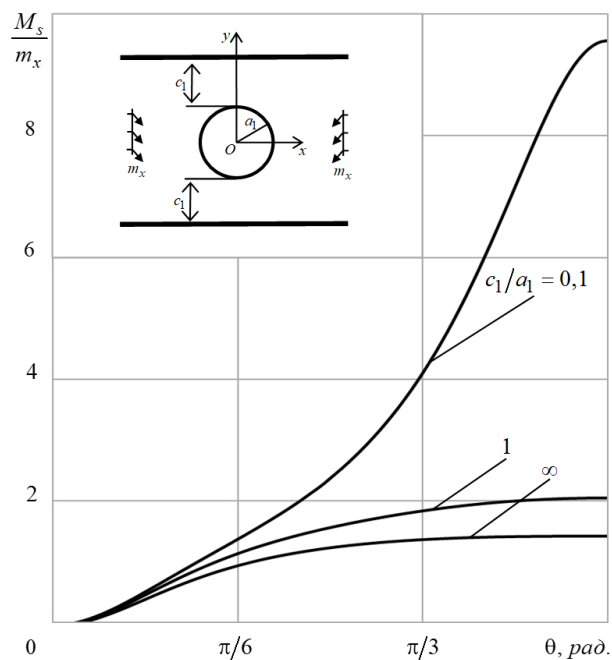 M_s
m_x
y
c_1
a_1
O
x
m_x
m_x
c_1
8
6
c_1/a_1 = 0,1
4
1
∞
2
0
π/6
π/3
θ, рад.